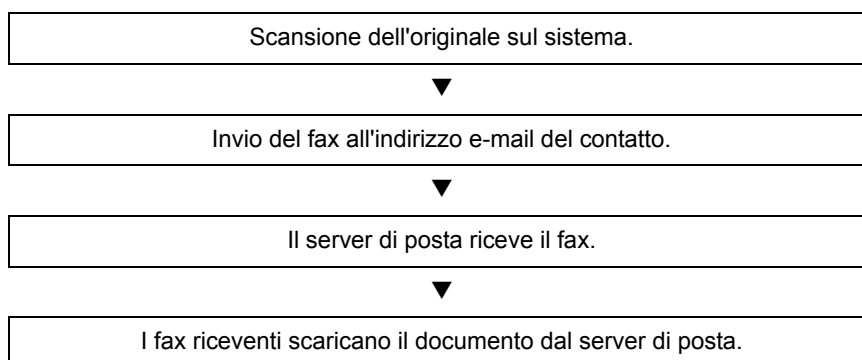 Scansione dell'originale sul sistema.
Invio del fax all'indirizzo e-mail del contatto.
Il server di posta riceve il fax.
I fax riceventi scaricano il documento dal server di posta.